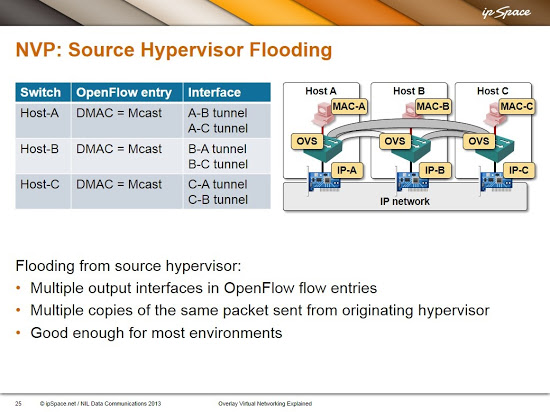 ipSpace
NVP: Source Hypervisor Flooding
Switch OpenFlow entry Interface
Host-A DMAC = Mcast A-B tunnel
A-C tunnel
Host-B DMAC = Mcast B-A tunnel
B-C tunnel
Host-C DMAC = Mcast C-A tunnel
C-B tunnel
Host A Host B Host C
MAC-A MAC-B MAC-C
OVS OVS OVS
IP-A IP-B IP-C
IP network
Flooding from source hypervisor:
• Multiple output interfaces in OpenFlow flow entries
• Multiple copies of the same packet sent from originating hypervisor
• Good enough for most environments
25 © ipSpace.net / NIL Data Communications 2013 Overlay Virtual Networking Explained